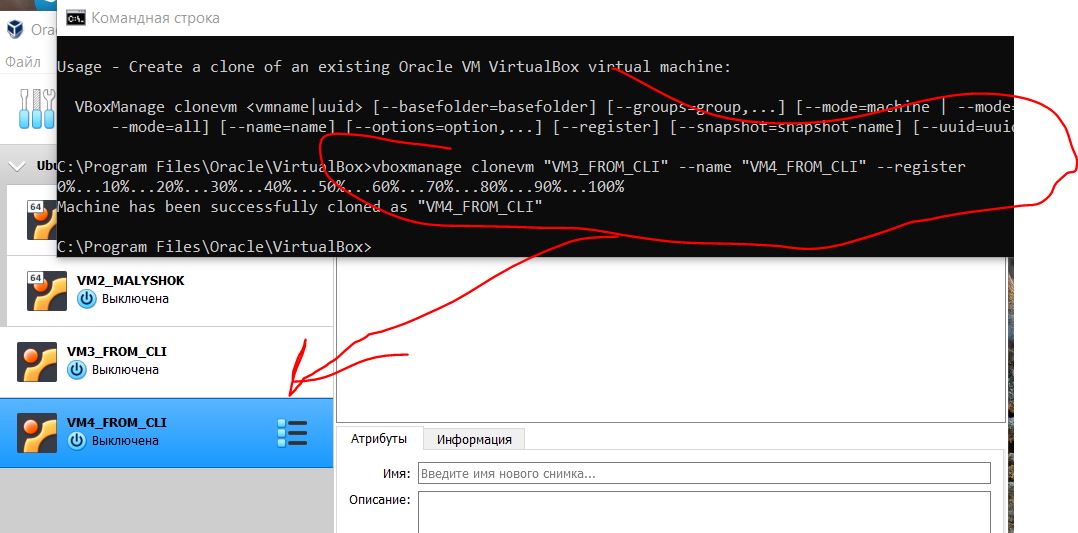 Командная строка
Orac
Файл
Usage - Create a clone of an existing Oracle VM VirtualBox virtual machine:
VBoxManage clonevm <vmname|uuid> [--basefolder=basefolder] [--groups=group,...] [--mode=machine | --mode=
--mode=all] [--name=name] [--options=option,...] [--register] [--snapshot=snapshot-name] [--uuid=uuid
C:\Program Files\Oracle\VirtualBox>vboxmanage clonevm "VM3_FROM_CLI" --name "VM4_FROM_CLI" --register
0%...10%...20%...30%...40%...50%...60%...70%...80%...90%...100%
Machine has been successfully cloned as "VM4_FROM_CLI"
C:\Program Files\Oracle\VirtualBox>
Ubu
64
64
VM2_MALYSHOK
Выключена
VM3_FROM_CLI
Выключена
VM4_FROM_CLI
Выключена
Атрибуты Информация
Имя: Введите имя нового снимка...
Описание: